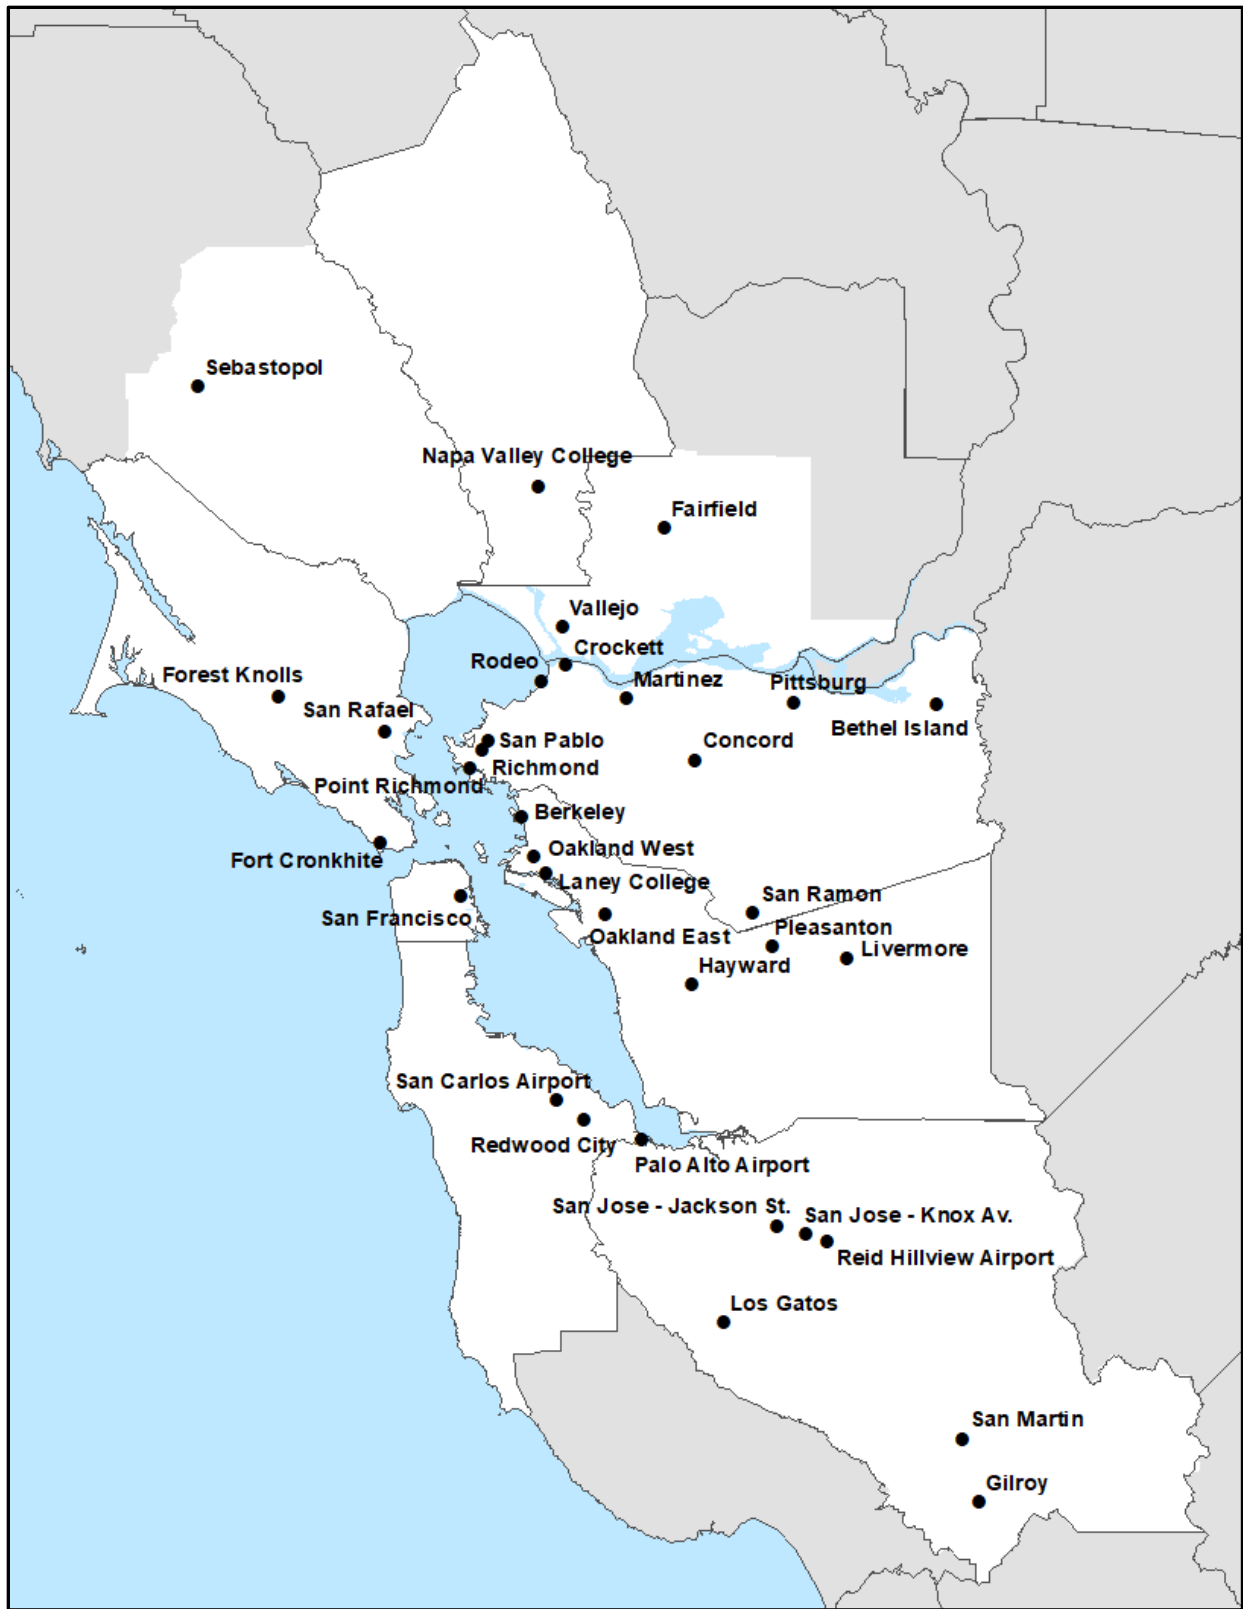 Sebastopol
Napa Valley College
Fairfield
Vallejo
Crockett
Rodeo
Forest Knolls
Martinez
Pittsburg
San Rafael
Bethel Island
San Pablo
Concord
Richmond
Point Richmond
Berkeley
Oakland West
Fort Cronkhite
Laney College
San Ramon
San Francisco
Pleasanton
Oakland East
Livermore
Hayward
San Carlos Airport
Redwood City
Palo Alto Airport
San Jose - Jackson St.
San Jose - Knox Av.
Reid Hillview Airport
Los Gatos
San Martin
Gilroy